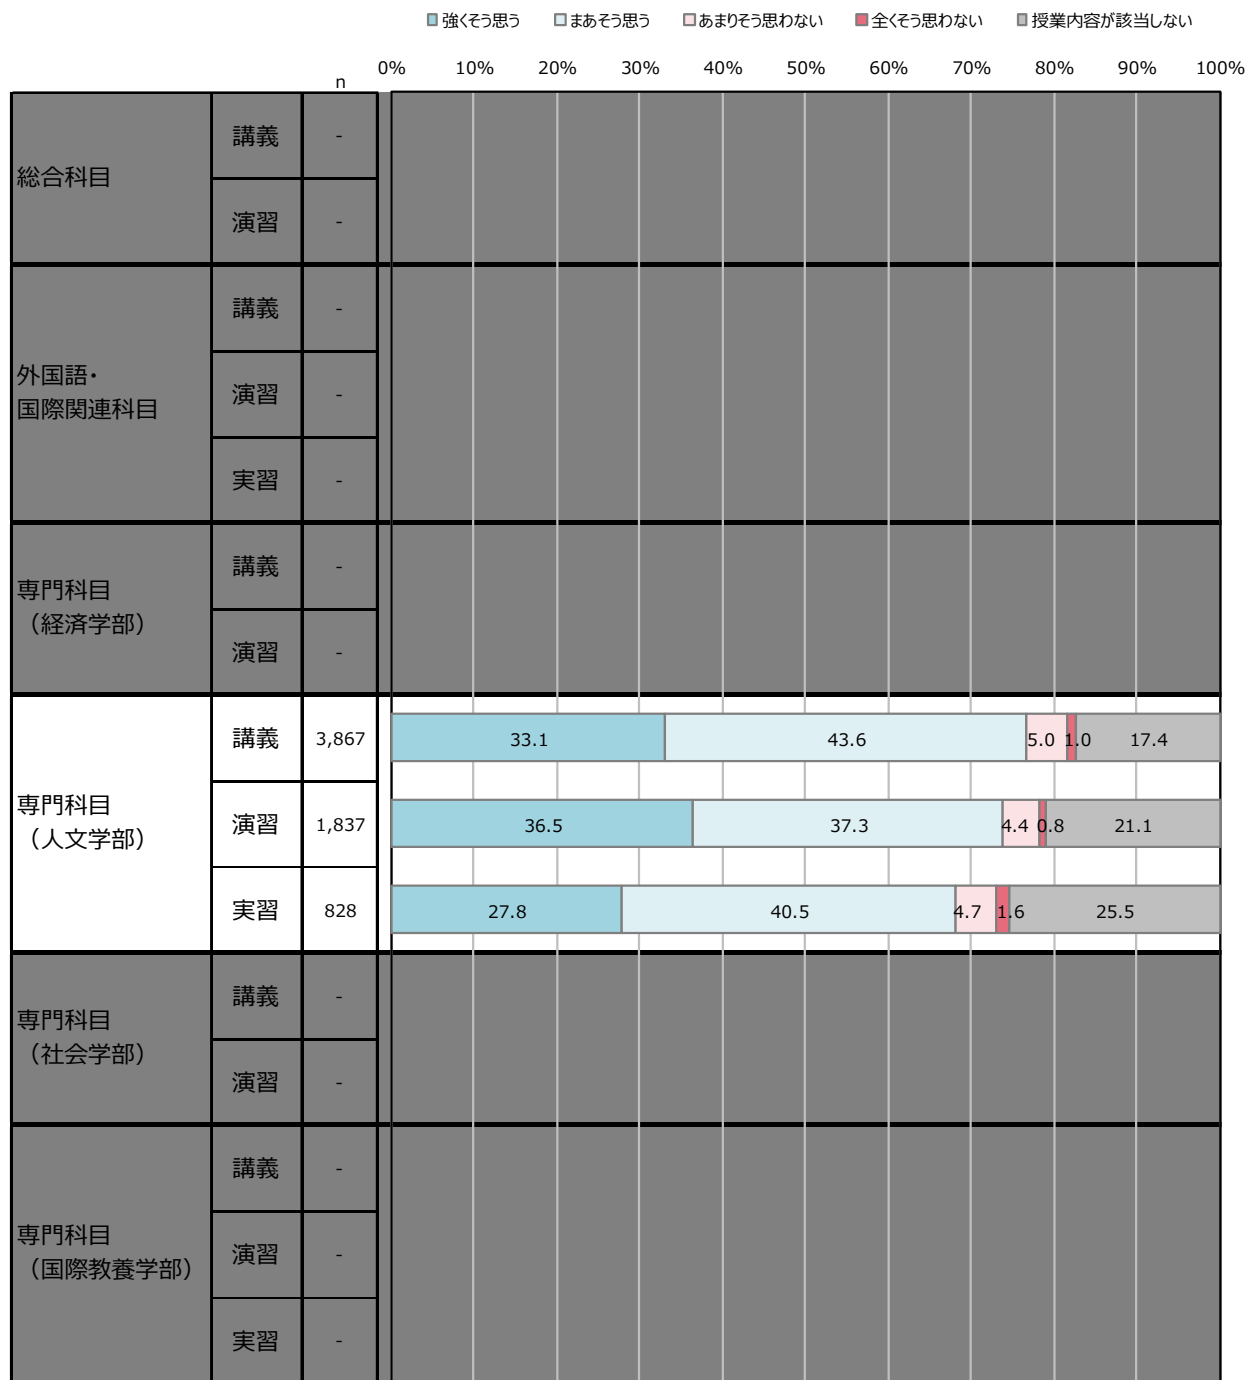 強くそう思う まあそう思う あまりそう思わない 全くそう思わない 授業内容が該当しない
n 0% 10% 20% 30% 40% 50% 60% 70% 80% 90% 100%
総合科目
講義 -
演習 -
外国語・
国際関連科目
講義 -
演習 -
実習 -
専門科目
（経済学部）
講義 -
演習 -
専門科目
（人文学部）
講義 3,867 33.1 43.6 5.0 1.0 17.4
演習 1,837 36.5 37.3 4.4 0.8 21.1
実習 828 27.8 40.5 4.7 1.6 25.5
専門科目
（社会学部）
講義 -
演習 -
専門科目
（国際教養学部）
講義 -
演習 -
実習 -